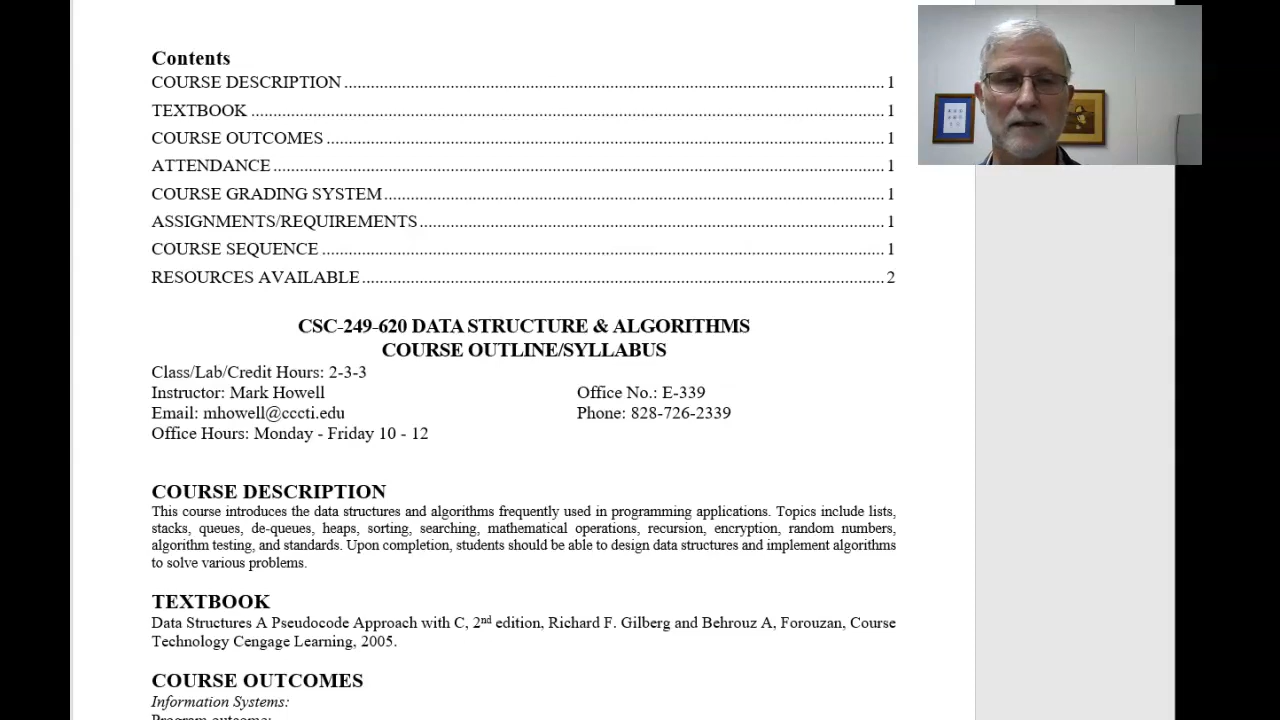 Contents
COURSE DESCRIPTION ........ 1
TEXTBOOK ........ 1
COURSE OUTCOMES ........ 1
ATTENDANCE ........ 1
COURSE GRADING SYSTEM ........ 1
ASSIGNMENTS/REQUIREMENTS ........ 1
COURSE SEQUENCE ........ 1
RESOURCES AVAILABLE ........ 2
CSC-249-620 DATA STRUCTURE & ALGORITHMS
COURSE OUTLINE/SYLLABUS
Class/Lab/Credit Hours: 2-3-3
Instructor: Mark Howell Office No.: E-339
Email: mhowell@cccti.edu Phone: 828-726-2339
Office Hours: Monday - Friday 10 - 12
COURSE DESCRIPTION
This course introduces the data structures and algorithms frequently used in programming applications. Topics include lists,
stacks, queues, de-queues, heaps, sorting, searching, mathematical operations, recursion, encryption, random numbers,
algorithm testing, and standards. Upon completion, students should be able to design data structures and implement algorithms
to solve various problems.
TEXTBOOK
Data Structures A Pseudocode Approach with C, 2nd edition, Richard F. Gilberg and Behrouz A, Forouzan, Course
Technology Cengage Learning, 2005.
COURSE OUTCOMES
Information Systems:
Program outcome: